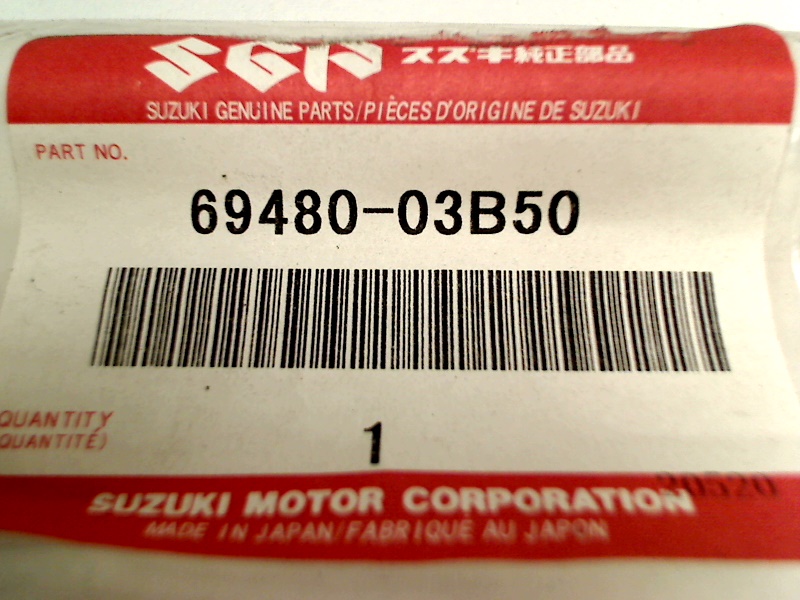 SGP スズキ純正部品
SUZUKI GENUINE PARTS/PIÈCES D'ORIGINE DE SUZUKI
PART NO.
69480-03B50
QUANTITY
QUANTITÉ)
1
20520
SUZUKI MOTOR CORPORATION
MADE IN JAPAN/FABRIQUE AU JAPON